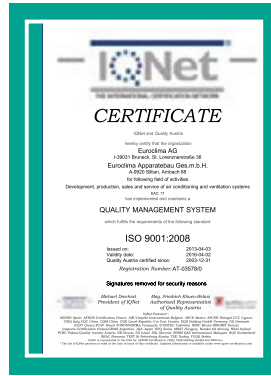 IQNet
THE INTERNATIONAL CERTIFICATION NETWORK
CERTIFICATE
IQNet and Quality Austria
hereby certify that the organization
Euroclima AG
I-39031 Bruneck, St. Lorenznerstraße 36
Euroclima Apparatebau Ges.m.b.H.
A-9920 Sillian, Arnbach 88
for following field of activities
Development, production, sales and service of air conditioning and ventilation systems
EAC: 17
has implemented and maintains a
QUALITY MANAGEMENT SYSTEM
which fulfills the requirements of the following standard
ISO 9001:2008
Issued on: 2013-04-03
Validity date: 2016-04-02
Quality Austria certified since: 2003-12-31
Registration Number: AT-03578/0
Signatures removed for security reasons
Michael Drechsel
President of IQNet
Mag. Friedrich Khuen-Belasi
Authorised Representative
of Quality Austria
IQNet Partners*: